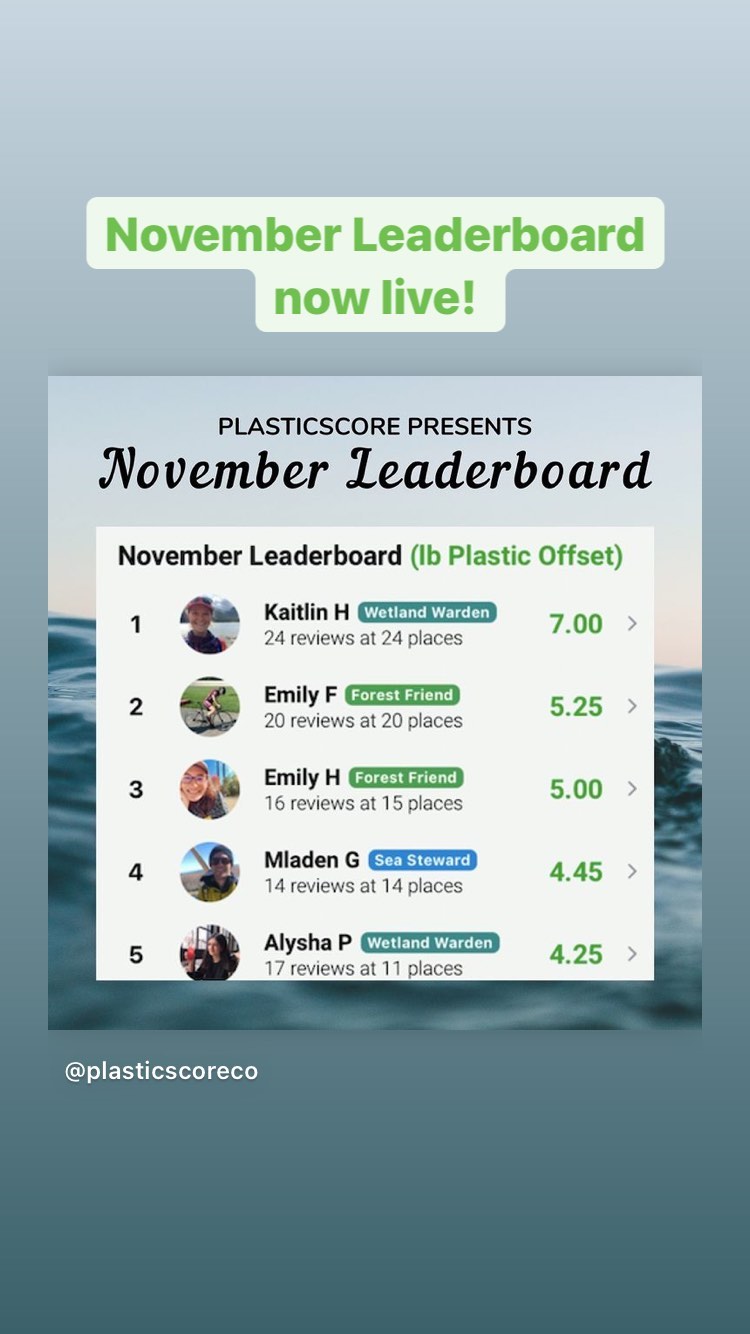 November Leaderboard
now live!
PLASTICSCORE PRESENTS
November Leaderboard
November Leaderboard (lb Plastic Offset)
1 Kaitlin H Wetland Warden 7.00
24 reviews at 24 places
2 Emily F Forest Friend 5.25
20 reviews at 20 places
3 Emily H Forest Friend 5.00
16 reviews at 15 places
4 Mladen G Sea Steward 4.45
14 reviews at 14 places
5 Alysha P Wetland Warden 4.25
17 reviews at 11 places
@plasticscoreco